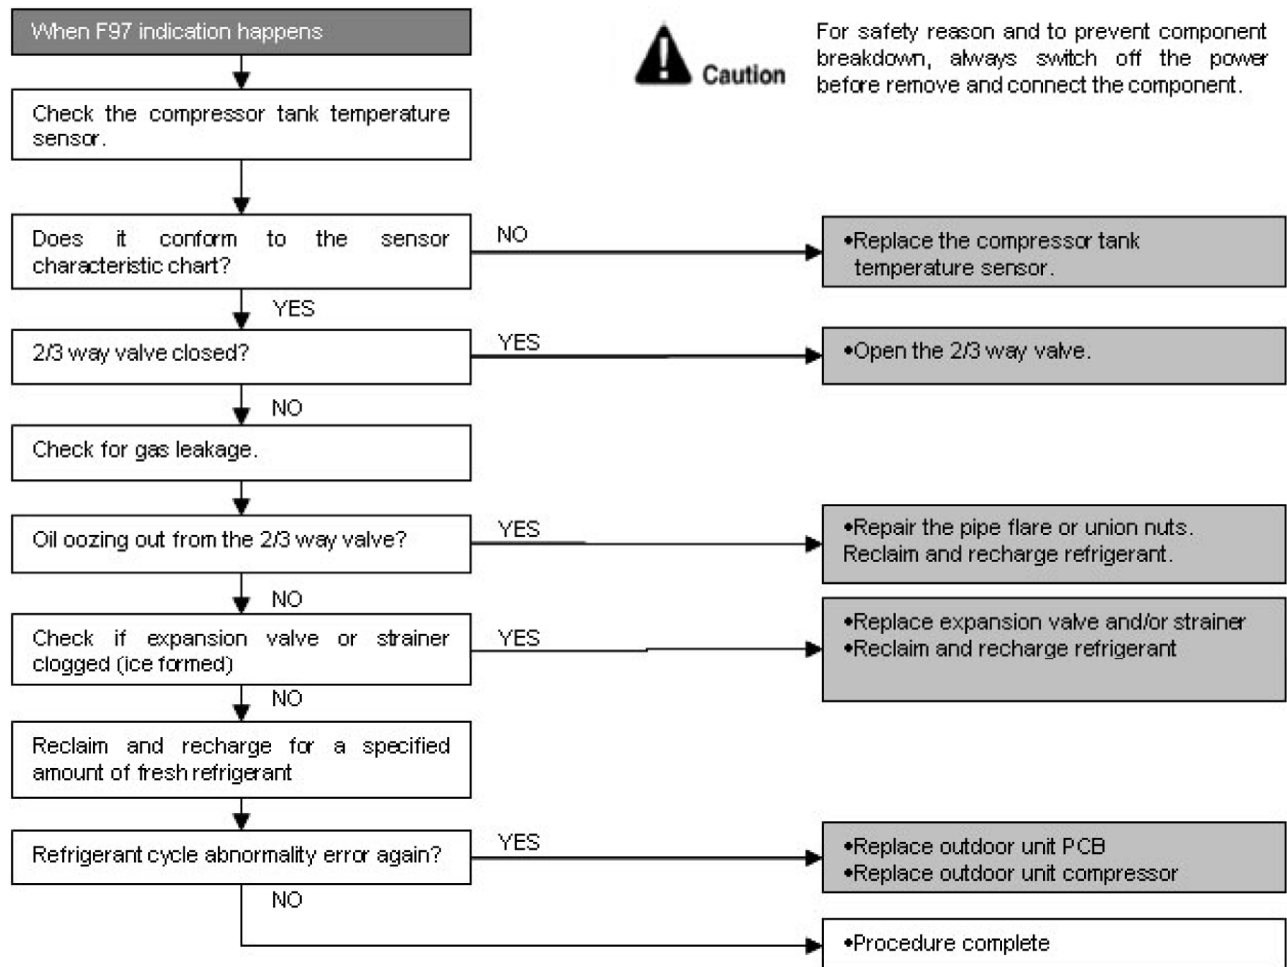 When F97 indication happens
Caution
For safety reason and to prevent component
breakdown, always switch off the power
before remove and connect the component.
Check the compressor tank temperature
sensor.
Does it conform to the sensor
characteristic chart?
NO
•Replace the compressor tank
temperature sensor.
YES
2/3 way valve closed?
YES
•Open the 2/3 way valve.
NO
Check for gas leakage.
Oil oozing out from the 2/3 way valve?
YES
•Repair the pipe flare or union nuts.
Reclaim and recharge refrigerant.
NO
Check if expansion valve or strainer
clogged (ice formed)
YES
•Replace expansion valve and/or strainer
•Reclaim and recharge refrigerant
NO
Reclaim and recharge for a specified
amount of fresh refrigerant
Refrigerant cycle abnormality error again?
YES
•Replace outdoor unit PCB
•Replace outdoor unit compressor
NO
•Procedure complete